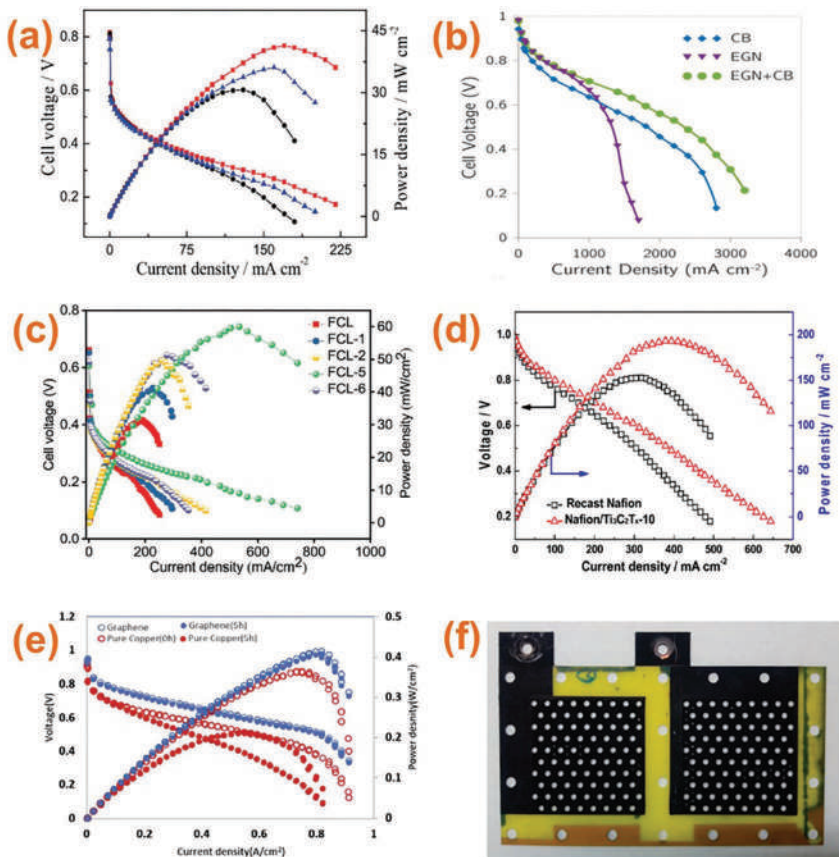 (a)
Cell voltage / V
0.8
0.6
0.4
0.2
45
30
15
0
Power density / mW cm-2
0
75
150
225
Current density / mA cm-2
(b)
Cell Voltage (V)
1
0.8
0.6
0.4
0.2
0
CB
EGN
EGN+CB
0
1000
2000
3000
4000
Current Density (mA cm-2)
(c)
Cell voltage (V)
0.8
0.6
0.4
0.2
0.0
FCL
FCL-1
FCL-2
FCL-5
FCL-6
60
50
40
30
20
10
0
Power density (mW/cm2)
0
200
400
600
800
1000
Current density (mA/cm2)
(d)
Voltage / V
1.0
0.8
0.7
0.5
0.4
0.2
200
150
100
50
0
Power density / mW cm-2
Recast Nafion
Nafion/Ti3C2Tx-10
0
100
200
300
400
500
600
700
Current density / mA cm-2
(e)
Voltage(V)
1.2
1
0.8
0.6
0.4
0.2
0
Graphene
Graphene(5h)
Pure Copper(0h)
Pure Copper(5h)
0.5
0.4
0.3
0.2
0.1
0
Power desnity(W/cm2)
0
0.2
0.4
0.6
0.8
1
Current density(A/cm2)
(f)